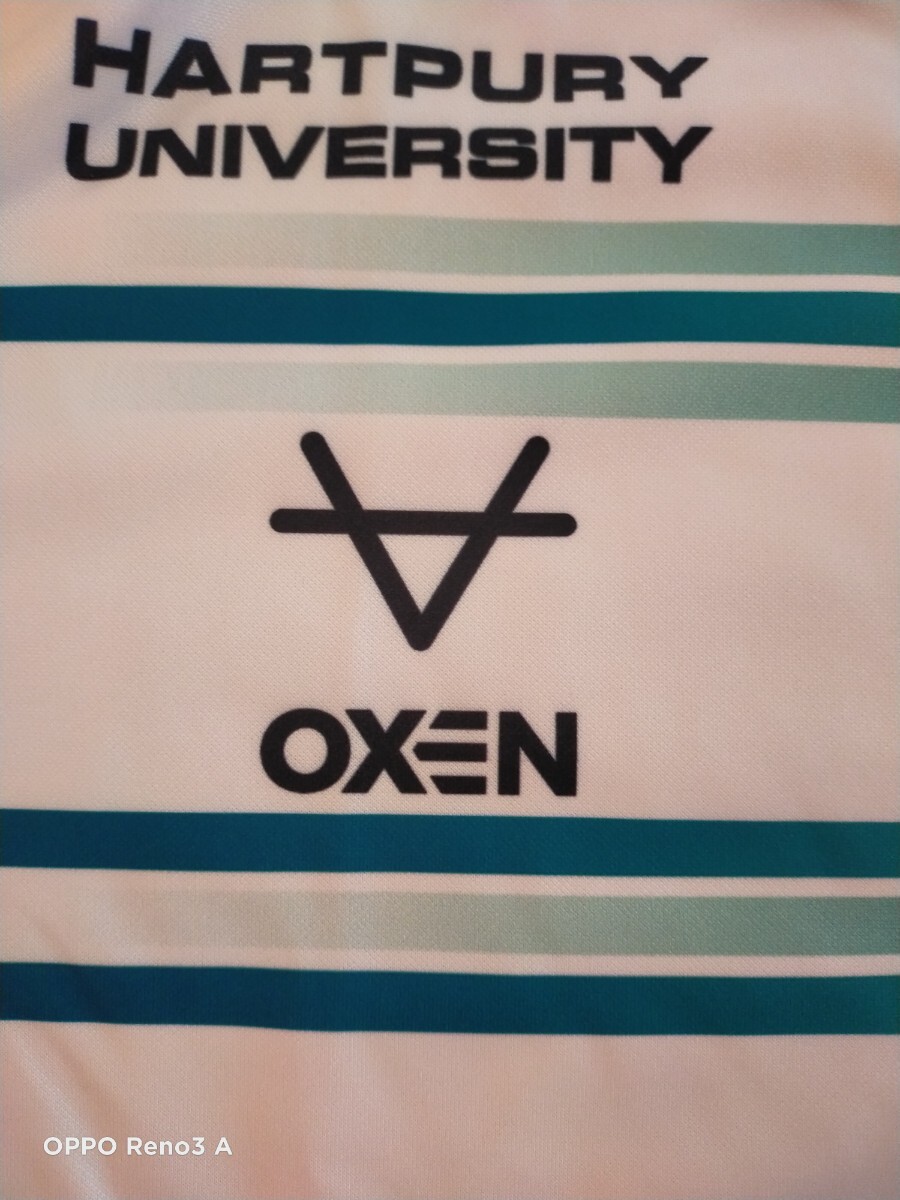 HARTPURY
UNIVERSITY
OXEN
OPPO Reno3 A